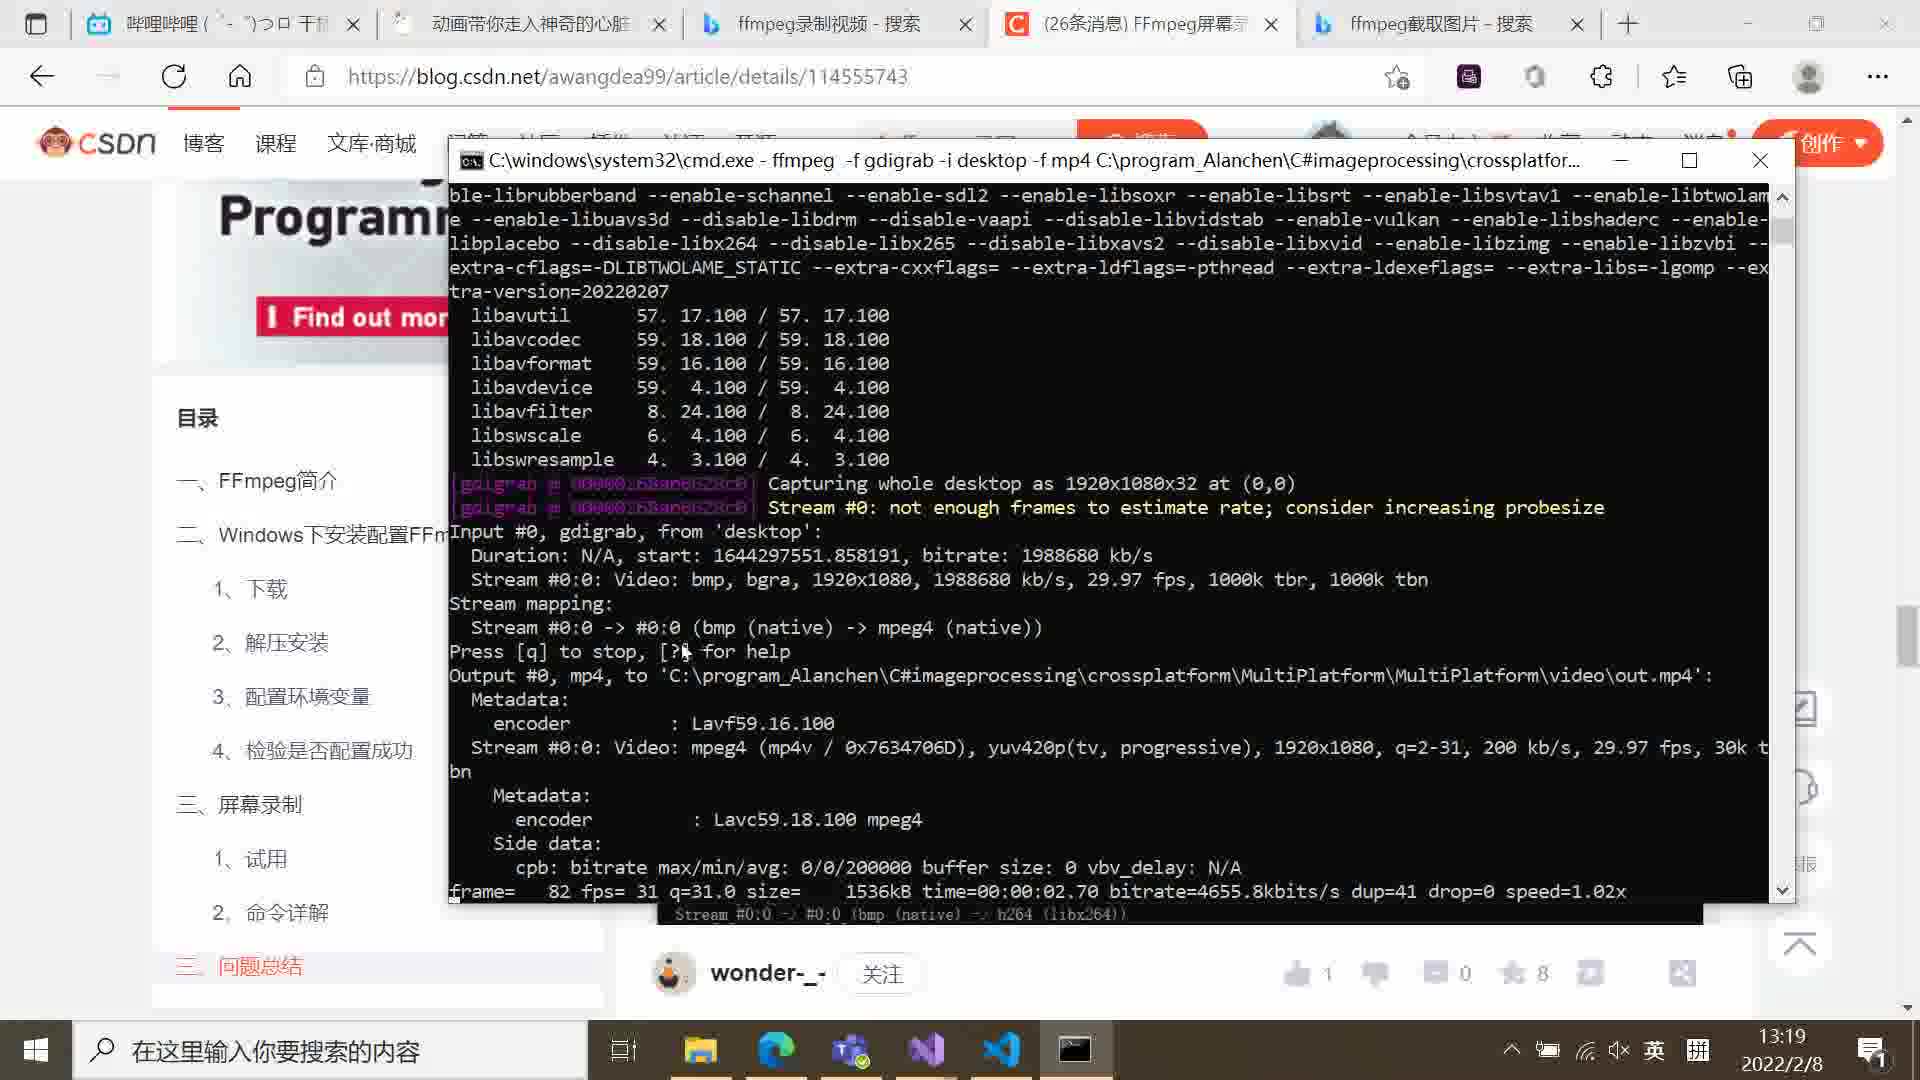 哔哩哔哩 (゜-゜)つロ 干杯
动画带你走入神奇的心脏
ffmpeg录制视频 - 搜索
(26条消息) FFmpeg屏幕录
ffmpeg截取图片 - 搜索
https://blog.csdn.net/awangdea99/article/details/114555743
CSDN
博客
课程
文库·商城
创作
Programm
Find out mor
目录
一、FFmpeg简介
二、Windows下安装配置FFm
1、下载
2、解压安装
3、配置环境变量
4、检验是否配置成功
三、屏幕录制
1、试用
2、命令详解
三、问题总结
C:\windows\system32\cmd.exe - ffmpeg  -f gdigrab -i desktop -f mp4 C:\program_Alanchen\C#imageprocessing\crossplatfor...
ble-librubberband --enable-schannel --enable-sdl2 --enable-libsoxr --enable-libsrt --enable-libsvtav1 --enable-libtwolam
e --enable-libuavs3d --disable-libdrm --disable-vaapi --disable-libvidstab --enable-vulkan --enable-libshaderc --enable-
libplacebo --disable-libx264 --disable-libx265 --disable-libxavs2 --disable-libxvid --enable-libzimg --enable-libzvbi --
extra-cflags=-DLIBTWOLAME_STATIC --extra-cxxflags= --extra-ldflags=-pthread --extra-ldexeflags= --extra-libs=-lgomp --ex
tra-version=20220207
libavutil      57. 17.100 / 57. 17.100
libavcodec     59. 18.100 / 59. 18.100
libavformat    59. 16.100 / 59. 16.100
libavdevice    59.  4.100 / 59.  4.100
libavfilter     8. 24.100 /  8. 24.100
libswscale      6.  4.100 /  6.  4.100
libswresample   4.  3.100 /  4.  3.100
[gdigrab @ Capturing whole desktop as 1920x1080x32 at (0,0)
[gdigrab @ Stream #0: not enough frames to estimate rate; consider increasing probesize
Input #0, gdigrab, from 'desktop':
Duration: N/A, start: 1644297551.858191, bitrate: 1988680 kb/s
Stream #0:0: Video: bmp, bgra, 1920x1080, 1988680 kb/s, 29.97 fps, 1000k tbr, 1000k tbn
Stream mapping:
Stream #0:0 -> #0:0 (bmp (native) -> mpeg4 (native))
Press [q] to stop, [?] for help
Output #0, mp4, to 'C:\program_Alanchen\C#imageprocessing\crossplatform\MultiPlatform\MultiPlatform\video\out.mp4':
Metadata:
encoder         : Lavf59.16.100
Stream #0:0: Video: mpeg4 (mp4v / 0x7634706D), yuv420p(tv, progressive), 1920x1080, q=2-31, 200 kb/s, 29.97 fps, 30k t
bn
Metadata:
encoder         : Lavc59.18.100 mpeg4
Side data:
cpb: bitrate max/min/avg: 0/0/200000 buffer size: 0 vbv_delay: N/A
frame=   82 fps= 31 q=31.0 size=    1536kB time=00:00:02.70 bitrate=4655.8kbits/s dup=41 drop=0 speed=1.02x
Stream #0:0 -> #0:0 (bmp (native) -> h264 (libx264))
wonder-_-
关注
1
0
8
在这里输入你要搜索的内容
英
拼
13:19
2022/2/8
1